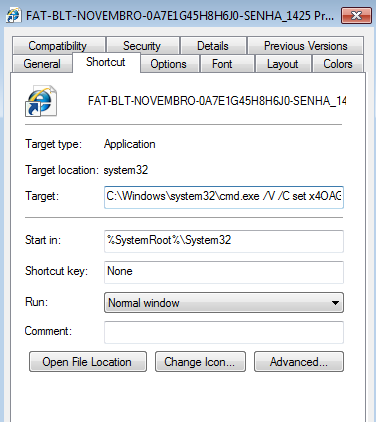 FAT-BLT-NOVEMBRO-0A7E1G45H8H6J0-SENHA_1425 Pr...
Compatibility Security Details Previous Versions
General Shortcut Options Font Layout Colors
FAT-BLT-NOVEMBRO-0A7E1G45H8H6J0-SENHA_14
Target type: Application
Target location: system32
Target: C:\Windows\system32\cmd.exe /V /C set x4OAG
Start in: %SystemRoot%\System32
Shortcut key: None
Run: Normal window
Comment:
Open File Location Change Icon... Advanced...